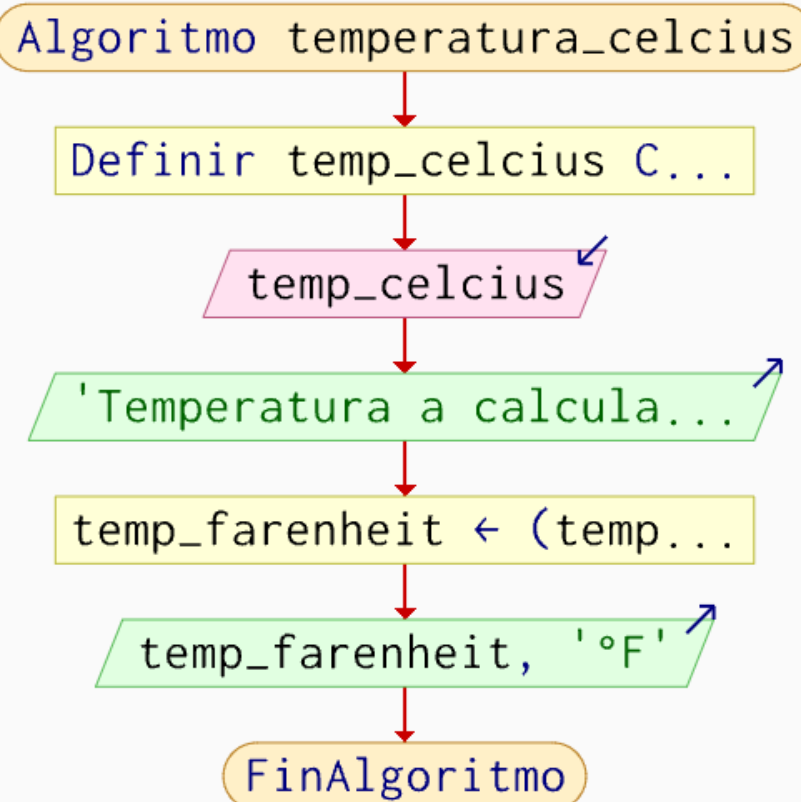 Algoritmo temperatura_celcius
Definir temp_celcius C...
temp_celcius
'Temperatura a calcula...
temp_farenheit ← (temp...
temp_farenheit, '°F'
FinAlgoritmo